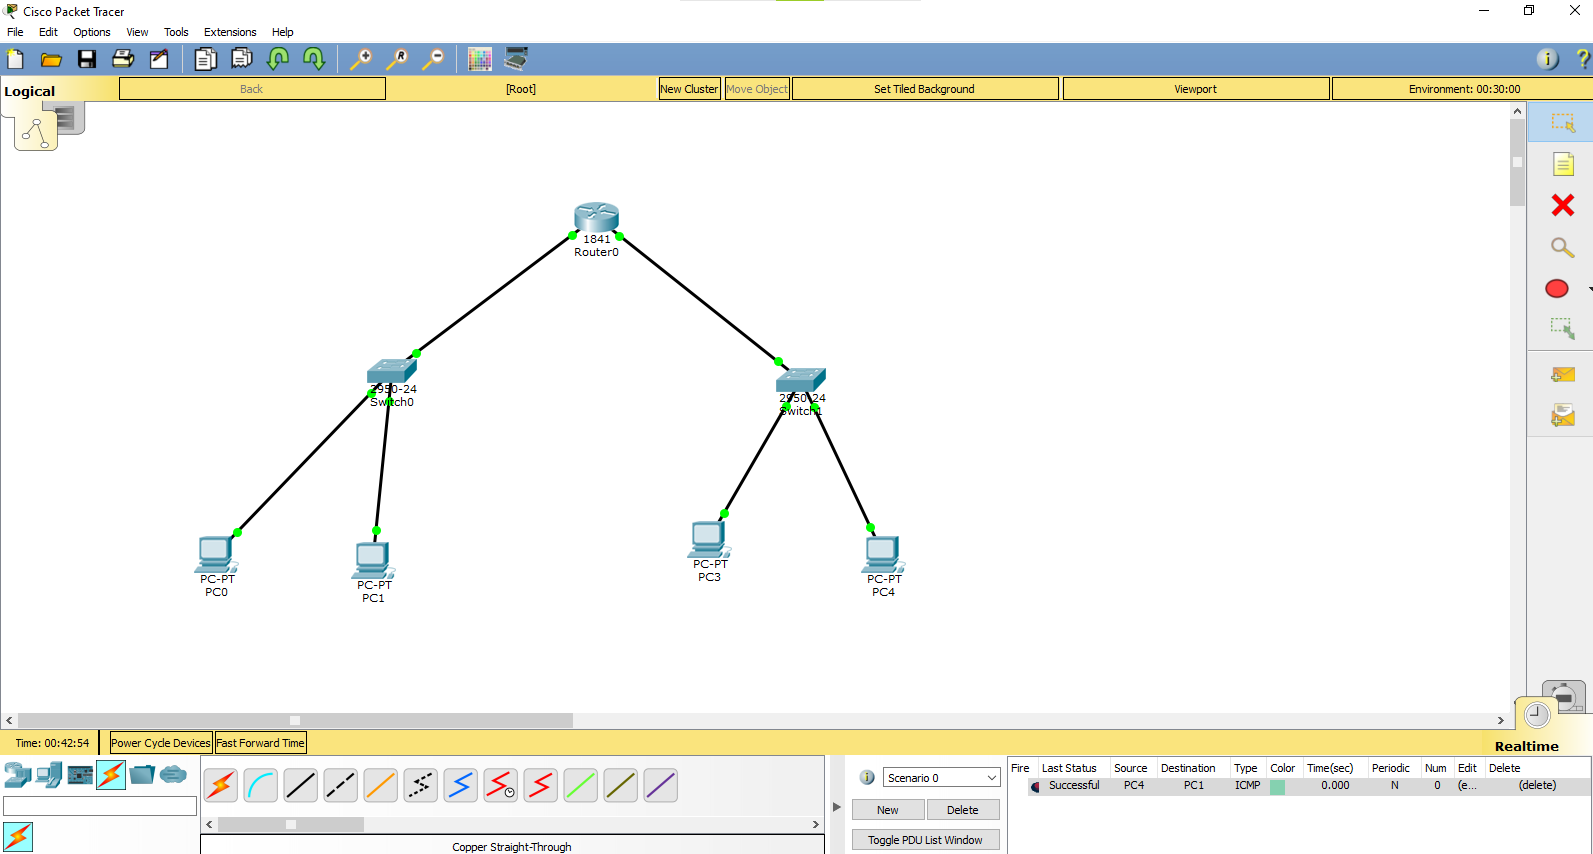 Cisco Packet Tracer
File Edit Options View Tools Extensions Help
Logical
Back
[Root]
New Cluster
Move Object
Set Tiled Background
Viewport
Environment: 00:30:00
1841
Router0
2950-24
Switch0
2950-24
Switch1
PC-PT
PC0
PC-PT
PC1
PC-PT
PC3
PC-PT
PC4
Time: 00:42:54
Power Cycle Devices
Fast Forward Time
Realtime
Scenario 0
New
Delete
Toggle PDU List Window
Fire Last Status Source Destination Type Color Time(sec) Periodic Num Edit Delete
Successful PC4 PC1 ICMP 0.000 N 0 (e... (delete)
Copper Straight-Through